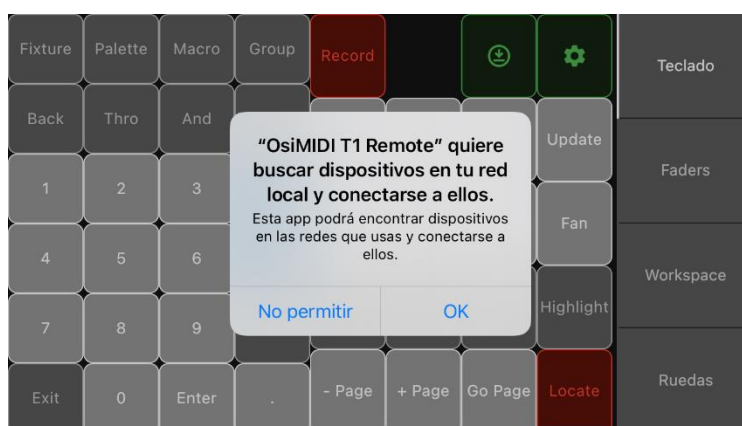 Fixture
Palette
Macro
Group
Record
Teclado
Back
Thro
And
Update
“OsiMIDI T1 Remote” quiere
buscar dispositivos en tu red
local y conectarse a ellos.
Esta app podrá encontrar dispositivos
en las redes que usas y conectarse a
ellos.
No permitir
OK
1
2
3
Faders
Fan
4
5
6
Workspace
7
8
9
Highlight
Exit
0
Enter
.
- Page
+ Page
Go Page
Locate
Ruedas